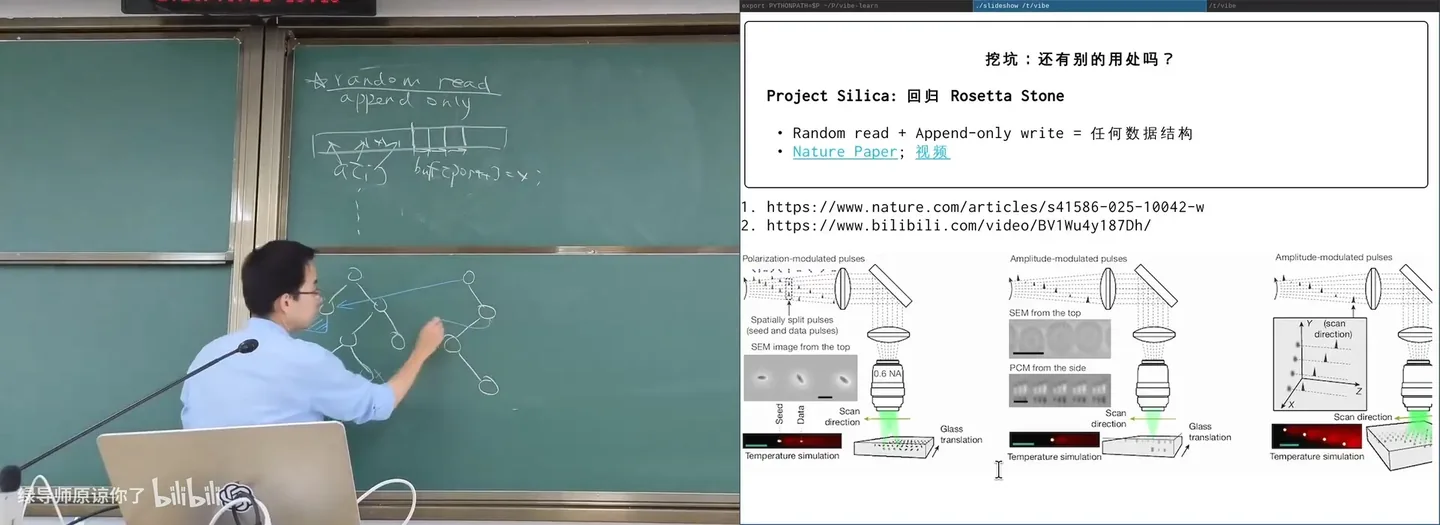 random read
append only
a[i]
绿导师原谅你了 bilibili
export PYTHONPATH=$P ~/P/vibe-learn
./slideshow /t/vibe
/t/vibe
挖坑：还有别的用处吗？
Project Silica: 回归 Rosetta Stone
• Random read + Append-only write = 任何数据结构
• Nature Paper; 视频
1. https://www.nature.com/articles/s41586-025-10042-w
2. https://www.bilibili.com/video/BV1Wu4y187Dh/
Polarization-modulated pulses
Spatially split pulses
(seed and data pulses)
SEM image from the top
0.6 NA
Seed
Data
Scan
direction
Glass
translation
Temperature simulation
Amplitude-modulated pulses
SEM from the top
PCM from the side
Scan
direction
Glass
translation
Temperature simulation
Amplitude-modulated pulses
Y
(scan
direction)
Z
X
Scan direction
Temperature simulation